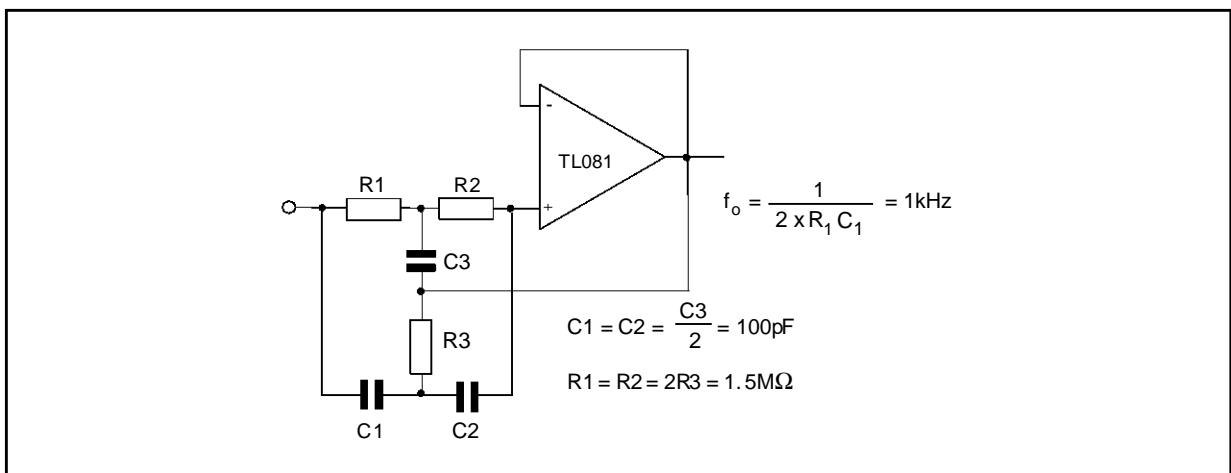 -
TL081
R1
R2
+
C3
R3
C1
C2
f_o = 1 / 2 x R_1 C_1 = 1kHz
C1 = C2 = C3 / 2 = 100pF
R1 = R2 = 2R3 = 1.5MΩ